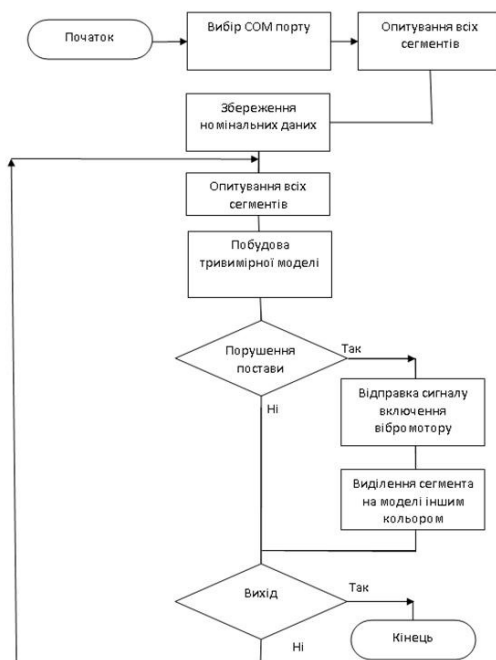 Початок
Вибір COM порту
Опитування всіх
сегментів
Збереження
номінальних даних
Опитування всіх
сегментів
Побудова
тривимірної моделі
Порушення
постави
Так
Ні
Відправка сигналу
включення
вібромотору
Виділення сегмента
на моделі іншим
кольором
Вихід
Так
Ні
Кінець